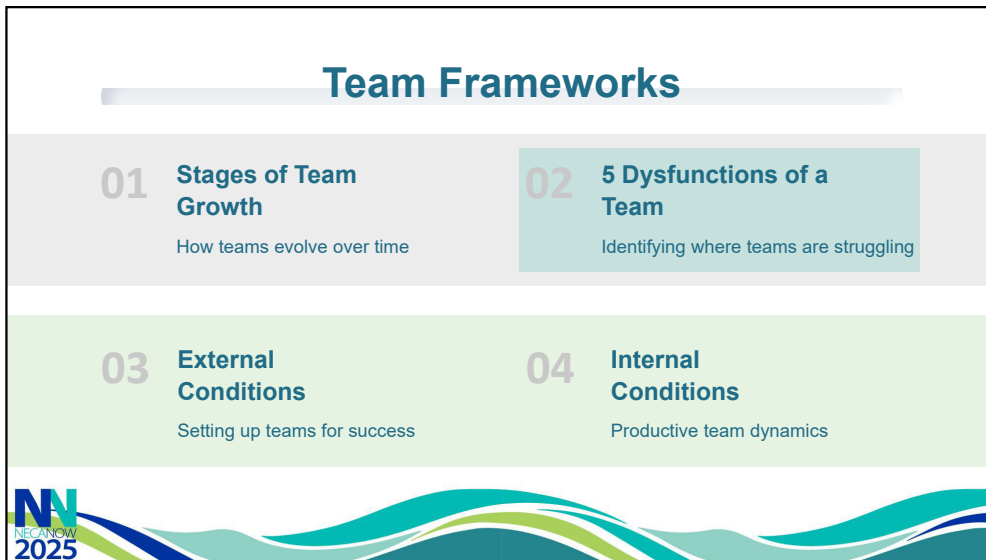 Team Frameworks
01
Stages of Team
Growth
How teams evolve over time
02
5 Dysfunctions of a
Team
Identifying where teams are struggling
03
External
Conditions
Setting up teams for success
04
Internal
Conditions
Productive team dynamics
NN
NECANOW
2025